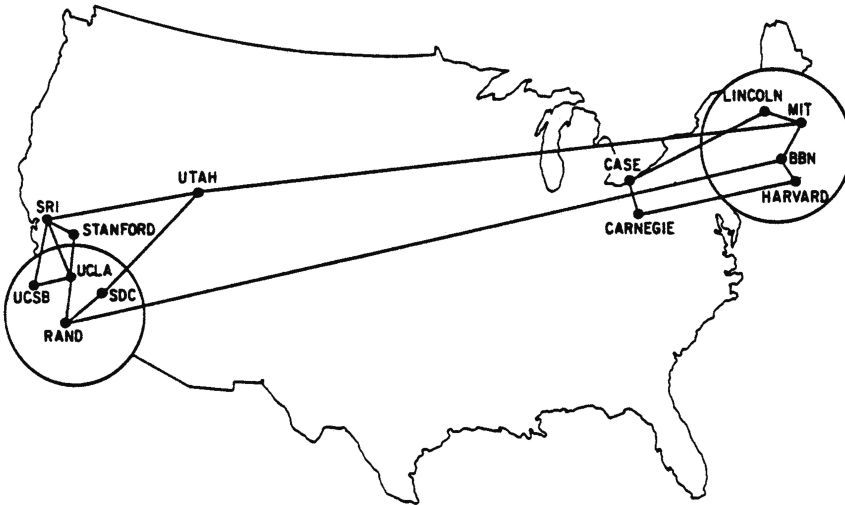 LINCOLN
MIT
CASE
BBN
UTAH
HARVARD
SRI
STANFORD
CARNEGIE
UCLA
UCSB
SDC
RAND